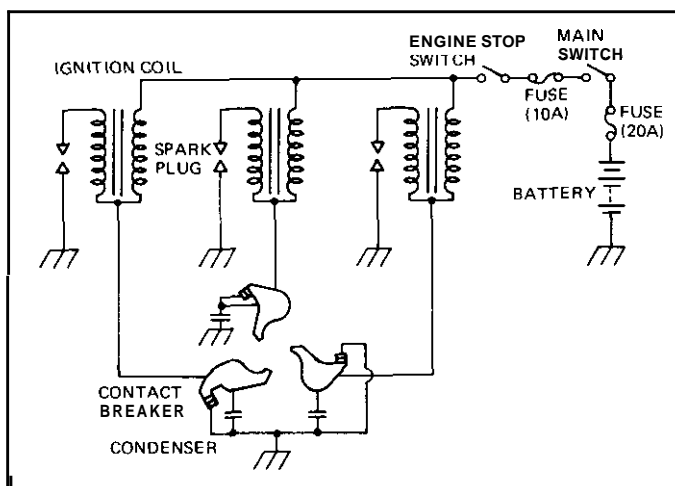 IGNITION COIL
ENGINE STOP
SWITCH
MAIN
SWITCH
FUSE
(10A)
FUSE
(20A)
SPARK
PLUG
BATTERY
CONTACT
BREAKER
CONDENSER